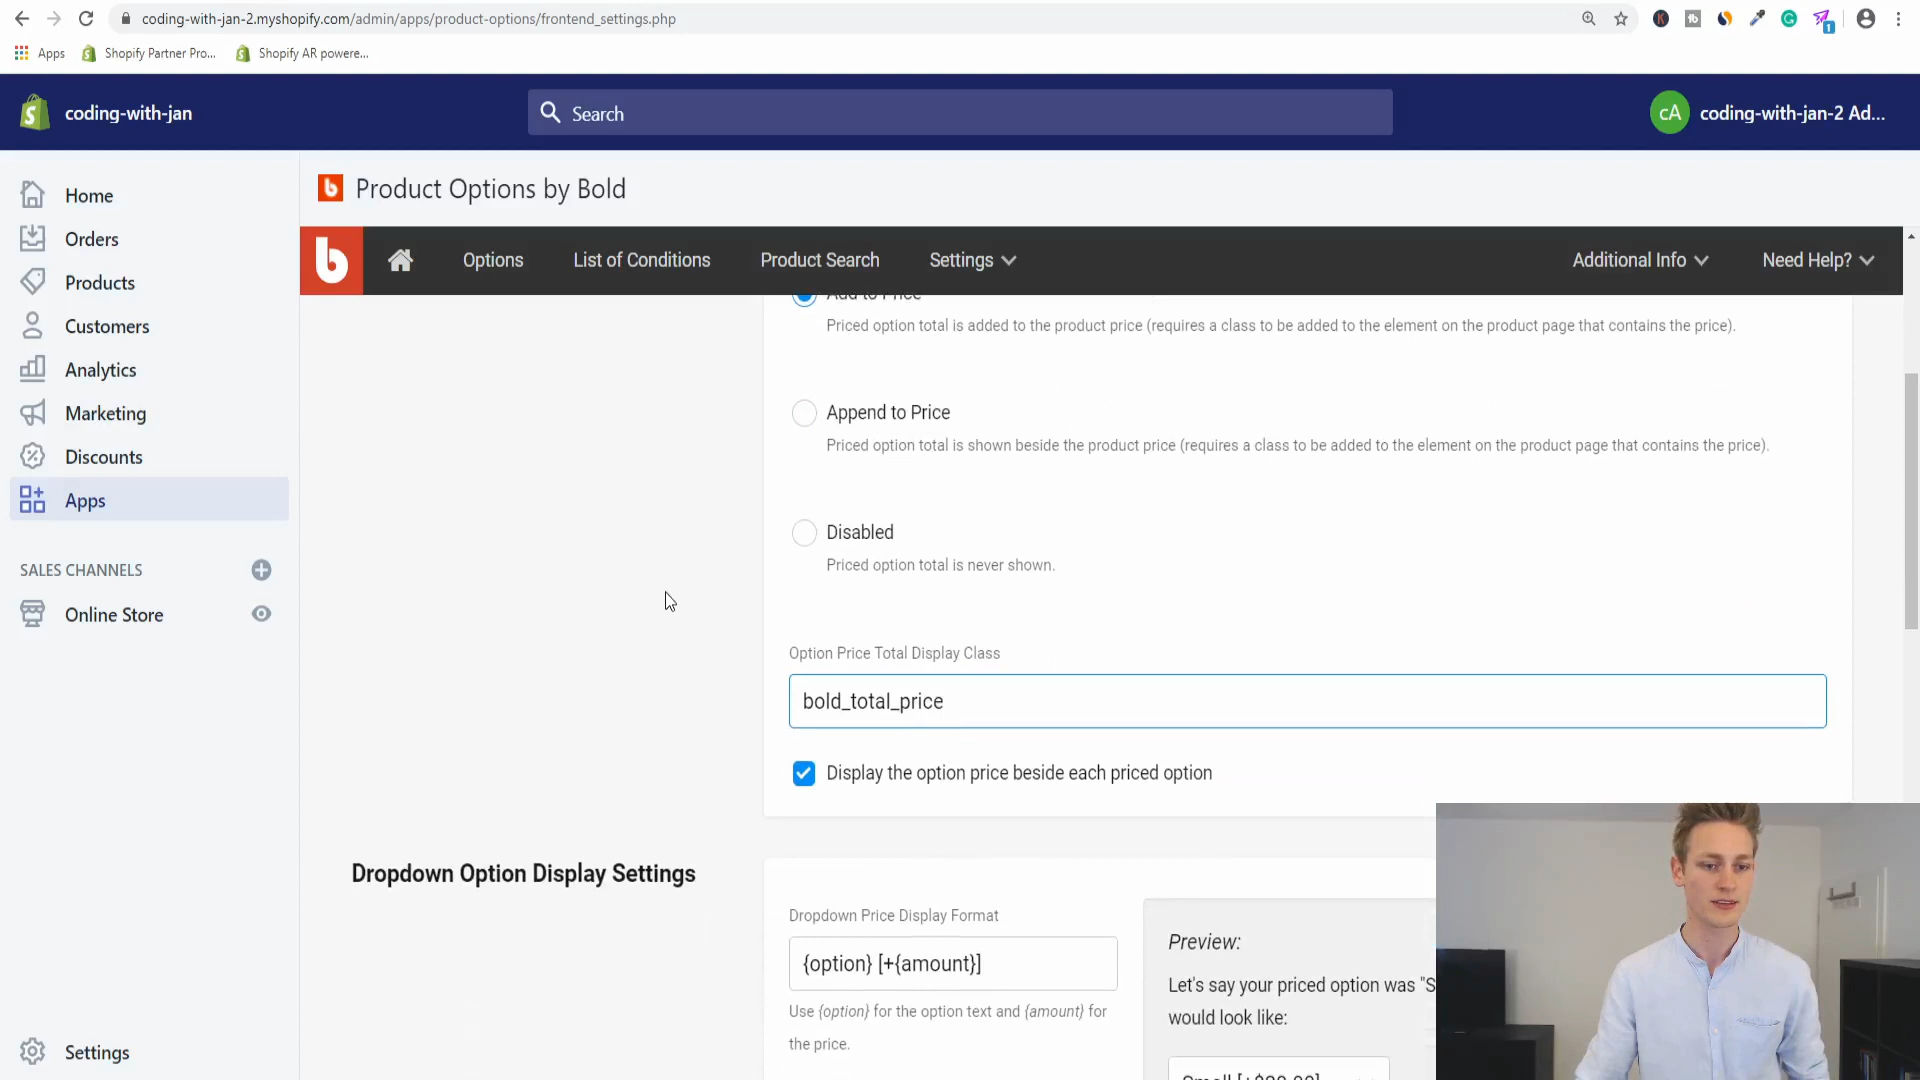 coding-with-jan-2.myshopify.com/admin/apps/product-options/frontend_settings.php
Apps
Shopify Partner Pro...
Shopify AR powere...
coding-with-jan
Search
cA
coding-with-jan-2 Ad...
Home
Orders
Products
Customers
Analytics
Marketing
Discounts
Apps
SALES CHANNELS
Online Store
Settings
Product Options by Bold
Options
List of Conditions
Product Search
Settings
Additional Info
Need Help?
Add to Price
Priced option total is added to the product price (requires a class to be added to the element on the product page that contains the price).
Append to Price
Priced option total is shown beside the product price (requires a class to be added to the element on the product page that contains the price).
Disabled
Priced option total is never shown.
Option Price Total Display Class
bold_total_price
Display the option price beside each priced option
Dropdown Option Display Settings
Dropdown Price Display Format
{option} [+{amount}]
Use {option} for the option text and {amount} for
the price.
Preview:
Let's say your priced option was "S
would look like: